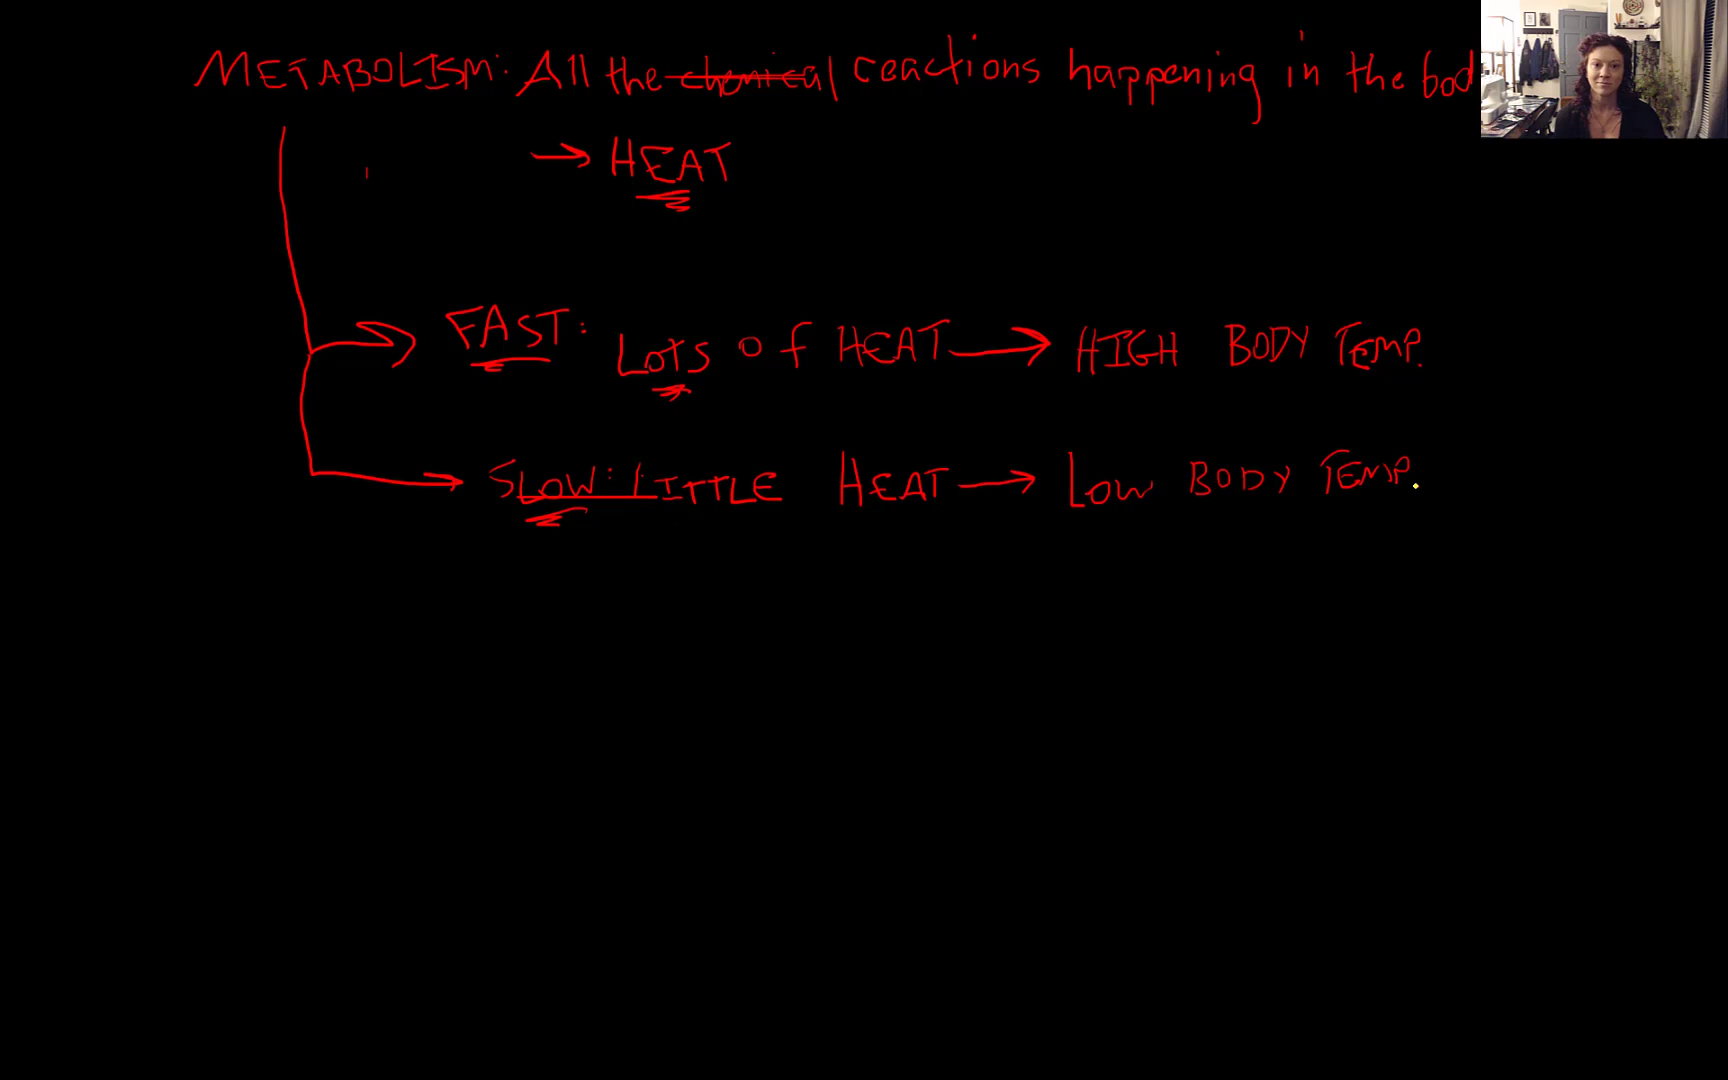 METABOLISM: All the chemical reactions happening in the bod
→ HEAT
FAST: LOTS of HEAT → HIGH BODY TEMP.
SLOW: LITTLE HEAT → LOW BODY TEMP.